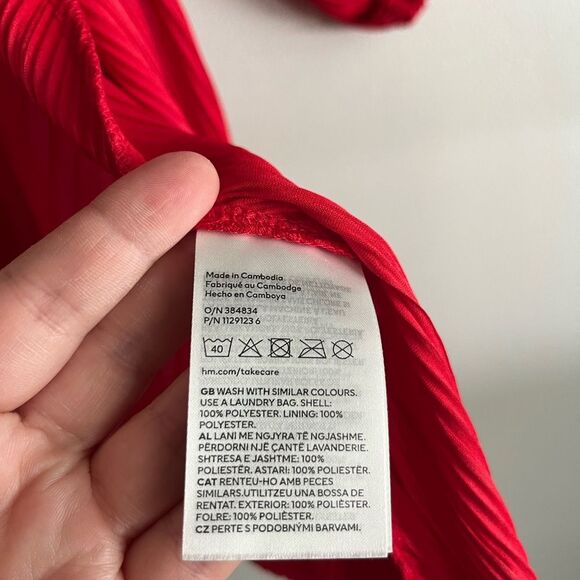 Made in Cambodia
Fabriqué au Cambodge
Hecho en Camboya
O/N 384834
P/N 1129123 6
40
hm.com/takecare
GB WASH WITH SIMILAR COLOURS.
USE A LAUNDRY BAG. SHELL:
100% POLYESTER. LINING: 100%
POLYESTER.
AL LANI ME NGJYRA TË NGJASHME.
PËRDORNI NJË ÇANTË LAVANDERIE.
SHTRESA E JASHTME: 100%
POLIESTËR. ASTARI: 100% POLIESTËR.
CAT RENTEU-HO AMB PECES
SIMILARS.UTILITZEU UNA BOSSA DE
RENTAT. EXTERIOR: 100% POLIÈSTER.
FOLRE: 100% POLIÈSTER.
CZ PERTE S PODOBNÝMI BARVAMI.